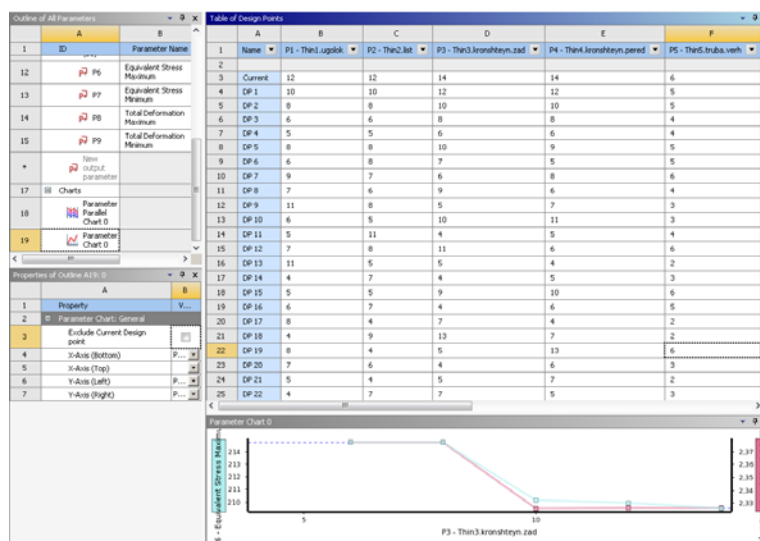 Outline of All Parameters
A B
1 ID Parameter Name
12 P6 Equivalent Stress Maximum
13 P7 Equivalent Stress Minimum
14 P8 Total Deformation Maximum
15 P9 Total Deformation Minimum
* New output parameter
17 Charts
18 Parameter Parallel Chart 0
19 Parameter Chart 0
Properties of Outline A19: 0
A B
1 Property V...
2 Parameter Chart: General
3 Exclude Current Design point
4 X-Axis (Bottom) P...
5 X-Axis (Top)
6 Y-Axis (Left) P...
7 Y-Axis (Right) P...
Table of Design Points
A B C D E F
1 Name P1 - Thin1.ugolok P2 - Thin2.list P3 - Thin3.kronshteyn.zad P4 - Thin4.kronshteyn.pered P5 - Thin5.truba.verh
2
3 Current 12 12 14 14 6
4 DP 1 10 10 12 12 5
5 DP 2 8 8 10 10 5
6 DP 3 6 6 8 8 4
7 DP 4 5 5 6 6 4
8 DP 5 8 8 10 9 5
9 DP 6 6 8 7 5 5
10 DP 7 9 7 6 8 6
11 DP 8 7 6 9 6 4
12 DP 9 11 8 5 7 3
13 DP 10 6 5 10 11 3
14 DP 11 5 11 4 5 4
15 DP 12 7 8 11 6 6
16 DP 13 11 5 5 4 2
17 DP 14 4 7 4 5 3
18 DP 15 5 5 9 10 6
19 DP 16 6 7 4 6 5
20 DP 17 8 4 7 4 2
21 DP 18 4 9 13 7 2
22 DP 19 8 4 5 13 6
23 DP 20 7 6 4 6 3
24 DP 21 5 4 5 7 2
25 DP 22 4 7 7 5 3
Parameter Chart 0
6 - Equivalent Stress Maximu
214
213
212
211
210
2,37
2,36
2,35
2,34
2,33
5 10
P3 - Thin3.kronshteyn.zad